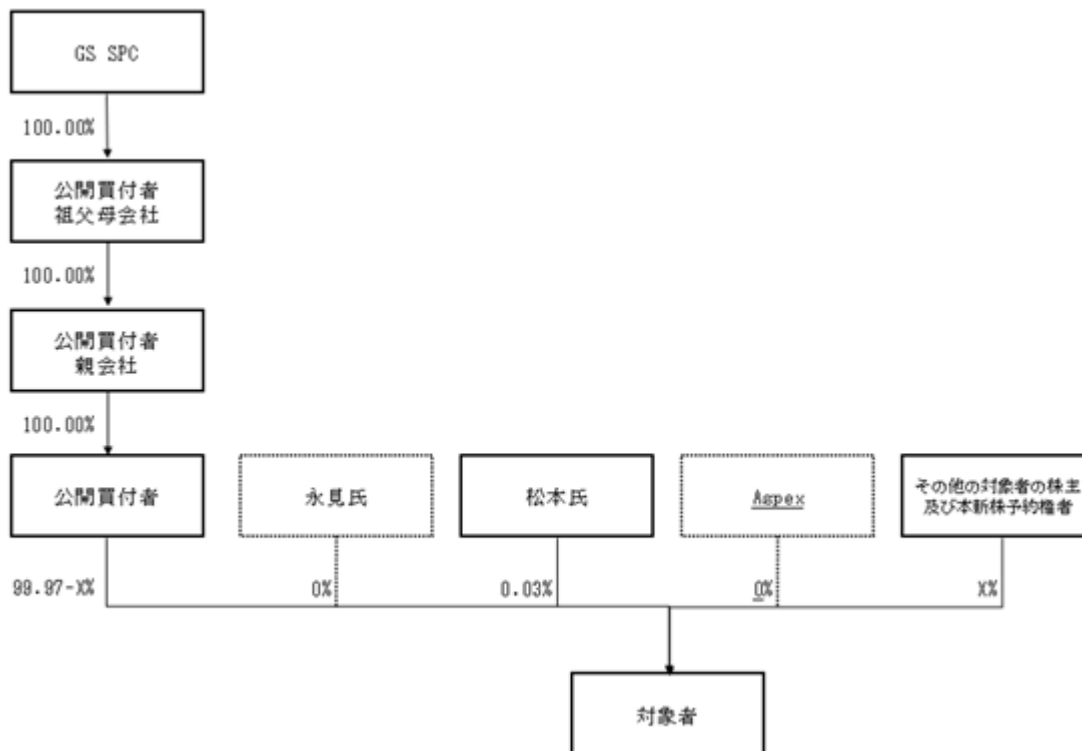 GS SPC
100.00%
公開買付者
祖父母会社
100.00%
公開買付者
親会社
100.00%
公開買付者
永見氏
松本氏
Aspex
その他の対象者の株主
及び本新株予約権者
99.97-X%
0%
0.03%
0%
X%
対象者